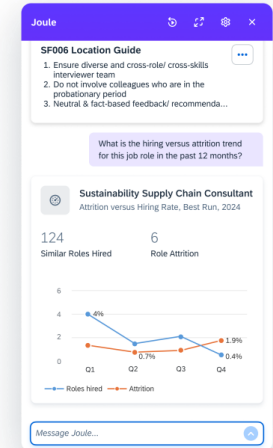 Joule
SF006 Location Guide
1. Ensure diverse and cross-role/ cross-skills
interviewer team
2. Do not involve colleagues who are in the
probationary period
3. Neutral & fact-based feedback/ recommenda...
What is the hiring versus attrition trend
for this job role in the past 12 months?
Sustainability Supply Chain Consultant
Attrition versus Hiring Rate, Best Run, 2024
124
6
Similar Roles Hired
Role Attrition
6
4
4%
2
1.9%
0.7%
0.4%
0
Q1
Q2
Q3
Q4
Roles hired
Attrition
Message Joule...